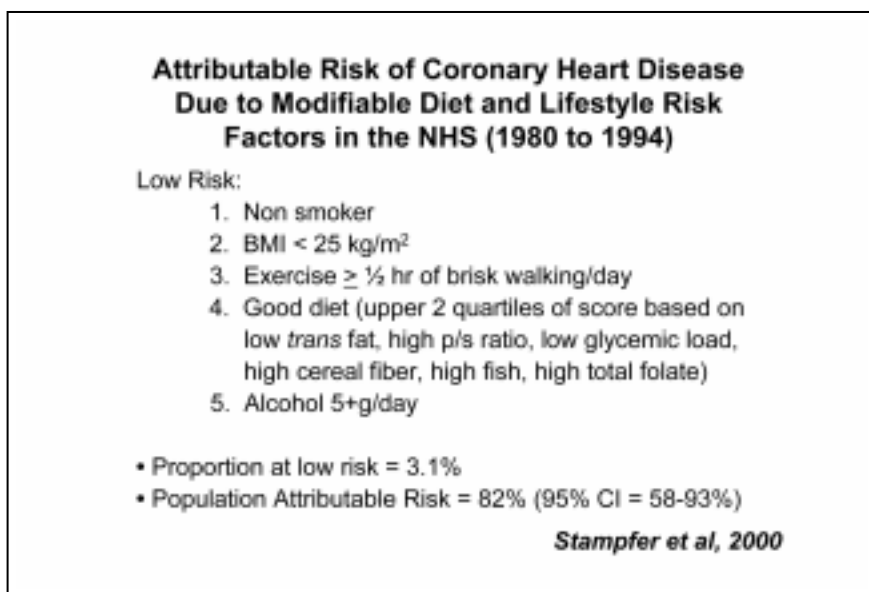 Attributable Risk of Coronary Heart Disease
Due to Modifiable Diet and Lifestyle Risk
Factors in the NHS (1980 to 1994)
Low Risk:
1. Non smoker
2. BMI < 25 kg/m²
3. Exercise ≥ ½ hr of brisk walking/day
4. Good diet (upper 2 quartiles of score based on
low trans fat, high p/s ratio, low glycemic load,
high cereal fiber, high fish, high total folate)
5. Alcohol 5+g/day
• Proportion at low risk = 3.1%
• Population Attributable Risk = 82% (95% CI = 58-93%)
Stampfer et al, 2000